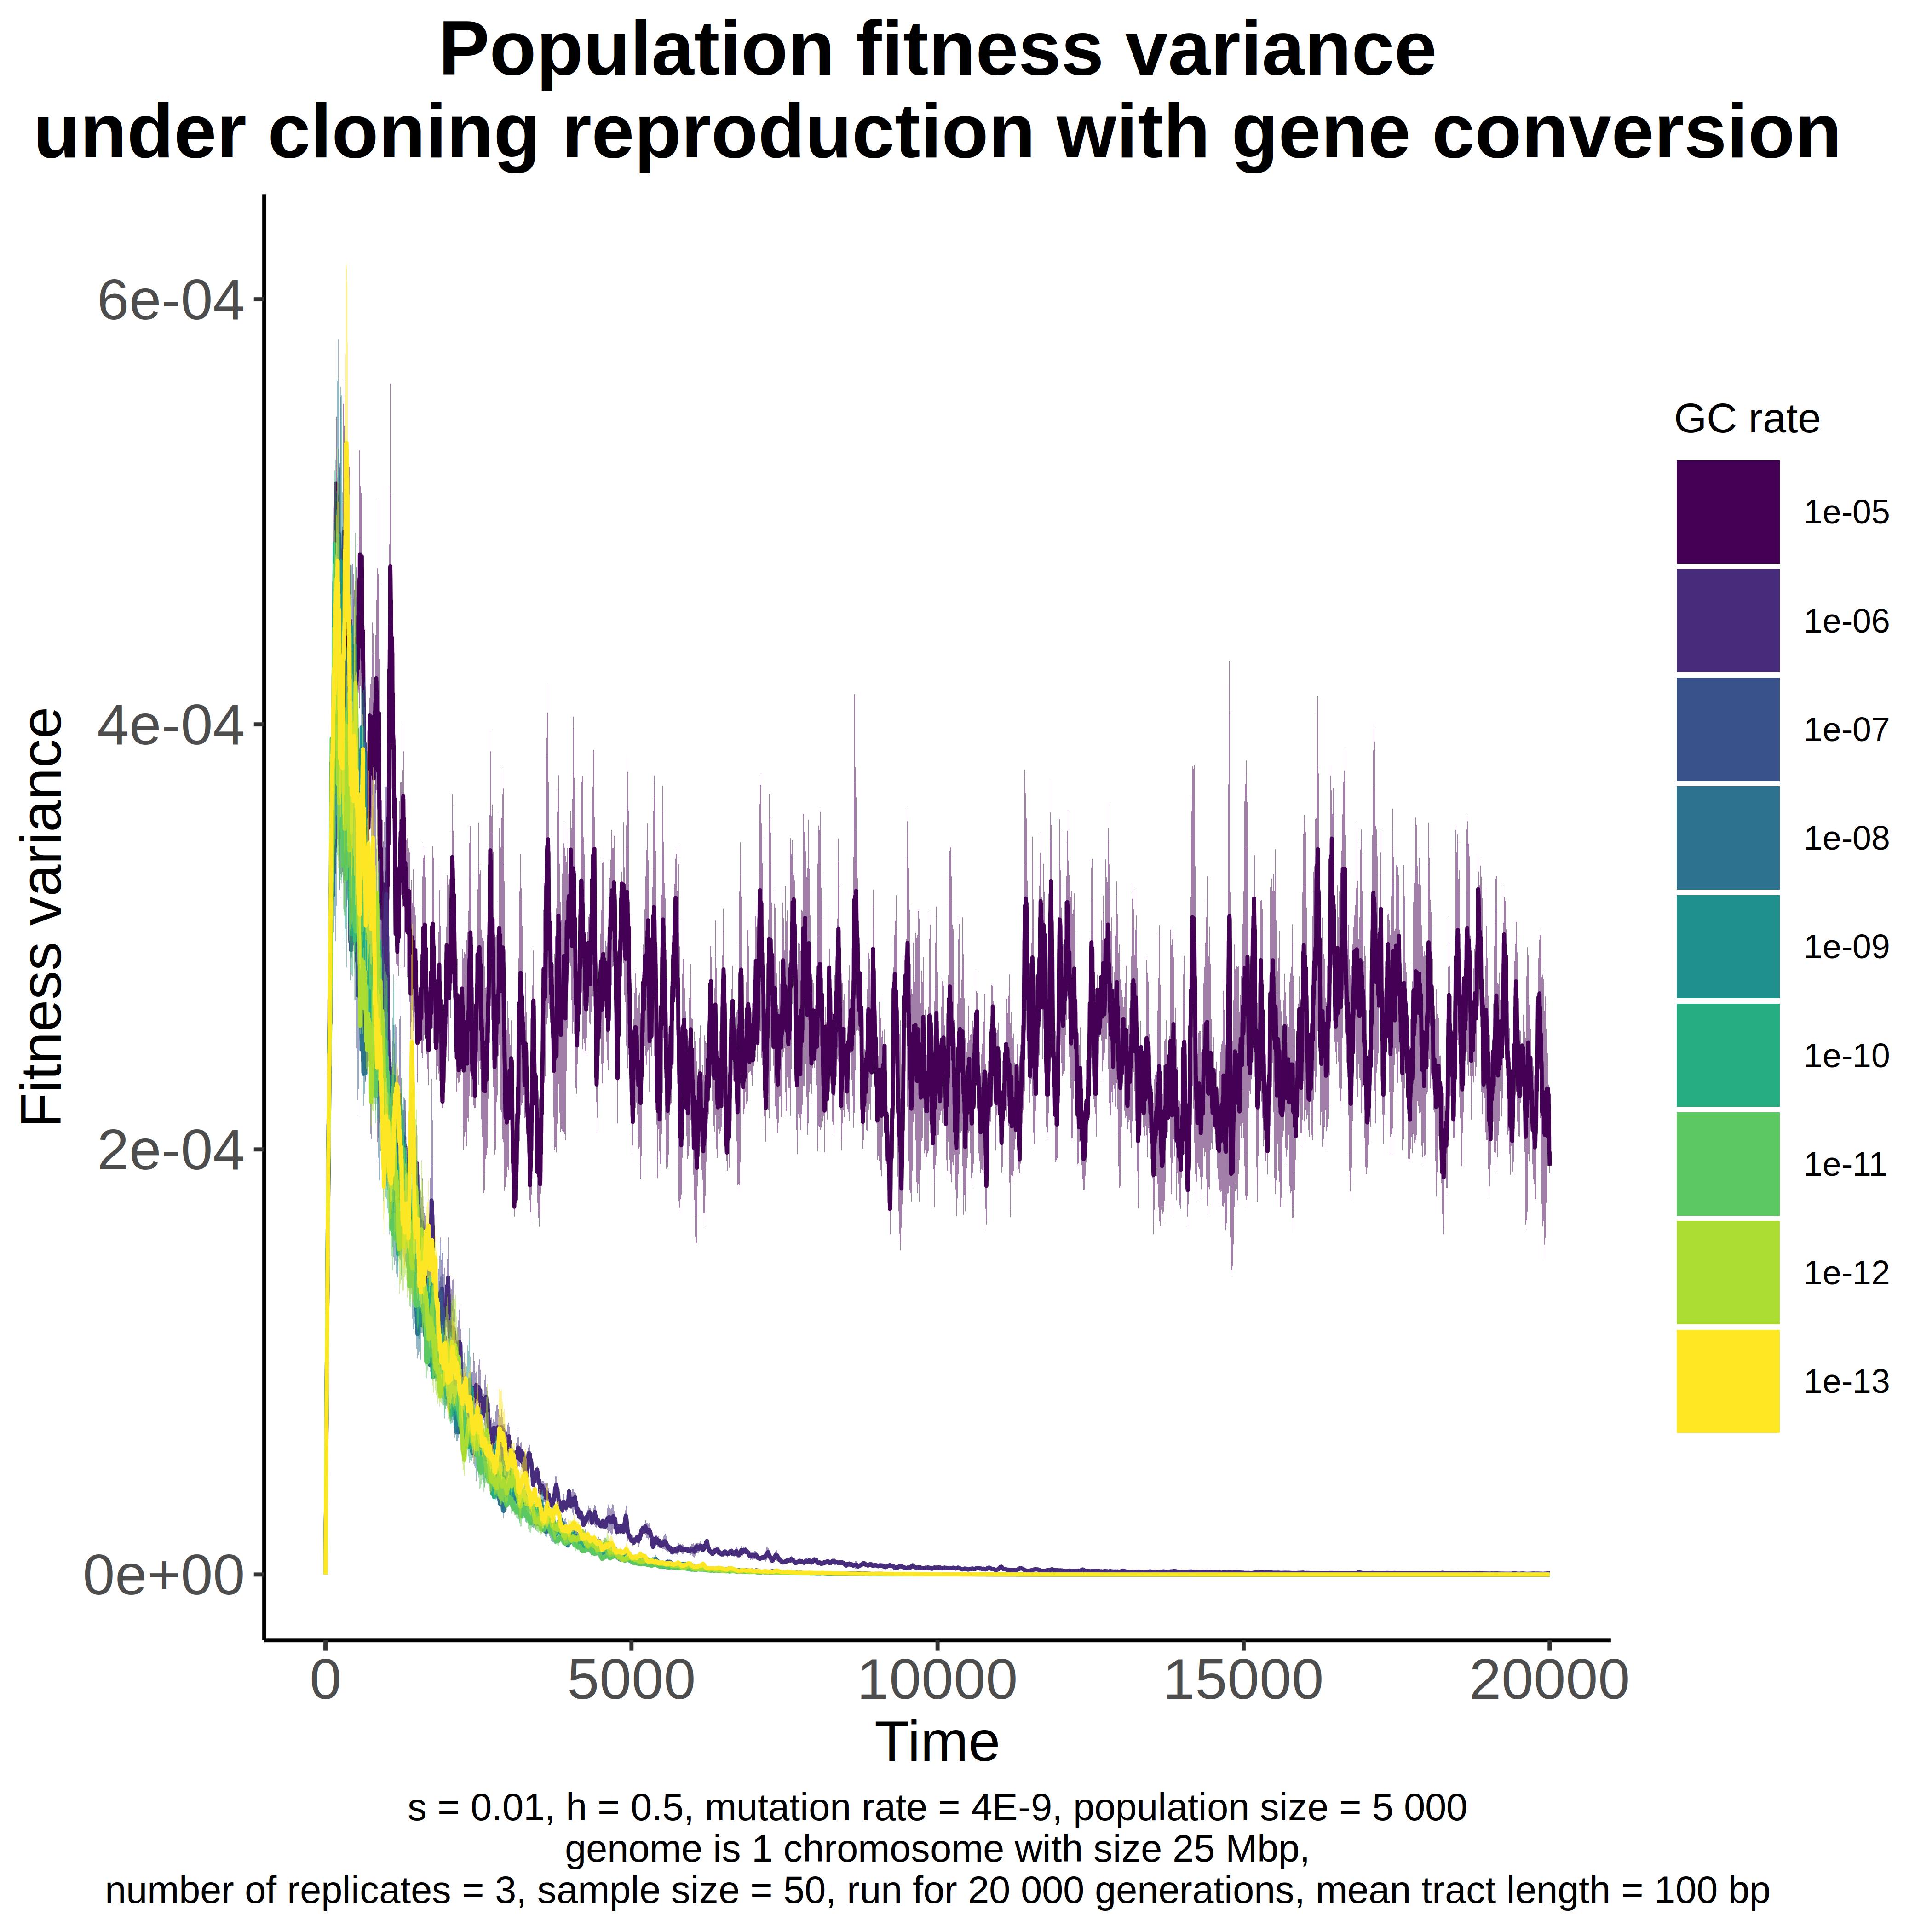 Population fitness variance
under cloning reproduction with gene conversion
6e-04
4e-04
2e-04
0e+00
Fitness variance
0
5000
10000
15000
20000
Time
GC rate
1e-05
1e-06
1e-07
1e-08
1e-09
1e-10
1e-11
1e-12
1e-13
s = 0.01, h = 0.5, mutation rate = 4E-9, population size = 5 000
genome is 1 chromosome with size 25 Mbp,
number of replicates = 3, sample size = 50, run for 20 000 generations, mean tract length = 100 bp